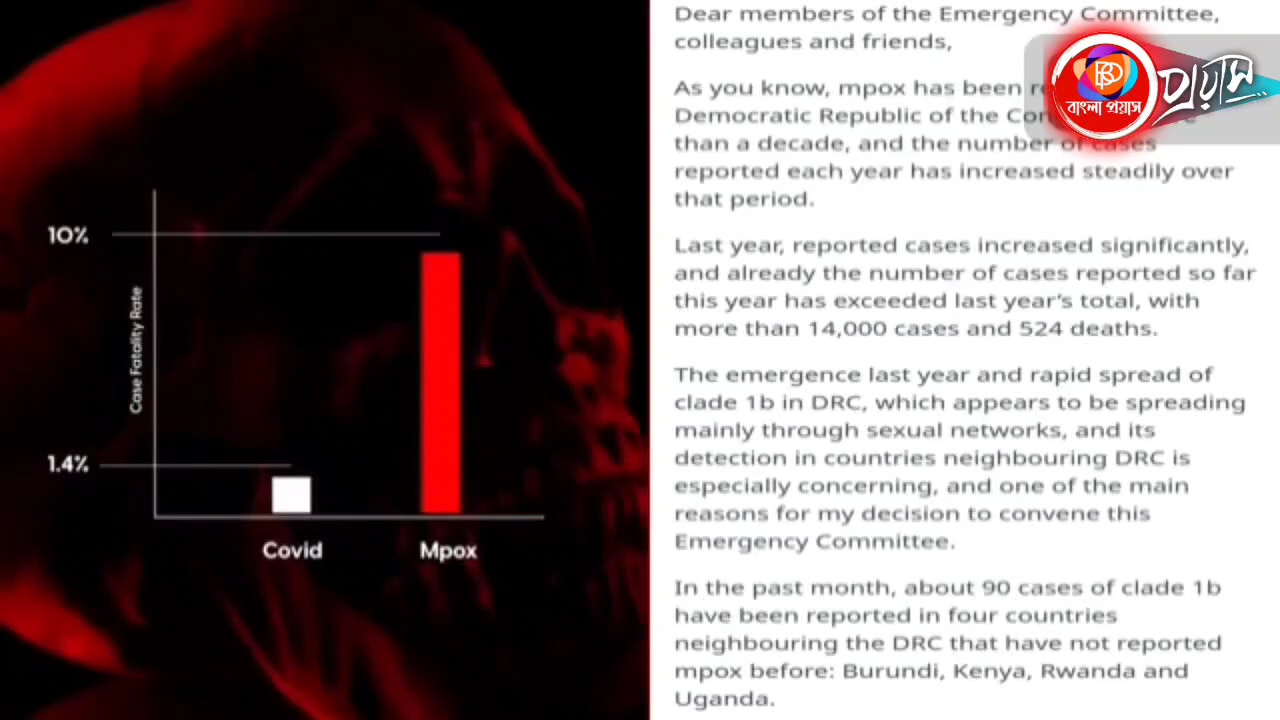 10%
Case Fatality Rate
1.4%
Covid
Mpox
Dear members of the Emergency Committee,
colleagues and friends,
As you know, mpox has been
Democratic Republic of the
than a decade, and the number of cases
reported each year has increased steadily over
that period.
Last year, reported cases increased significantly,
and already the number of cases reported so far
this year has exceeded last year's total, with
more than 14,000 cases and 524 deaths.
The emergence last year and rapid spread of
clade 1b in DRC, which appears to be spreading
mainly through sexual networks, and its
detection in countries neighbouring DRC is
especially concerning, and one of the main
reasons for my decision to convene this
Emergency Committee.
In the past month, about 90 cases of clade 1b
have been reported in four countries
neighbouring the DRC that have not reported
mpox before: Burundi, Kenya, Rwanda and
Uganda.
বাংলা প্রয়াস
প্রয়াস